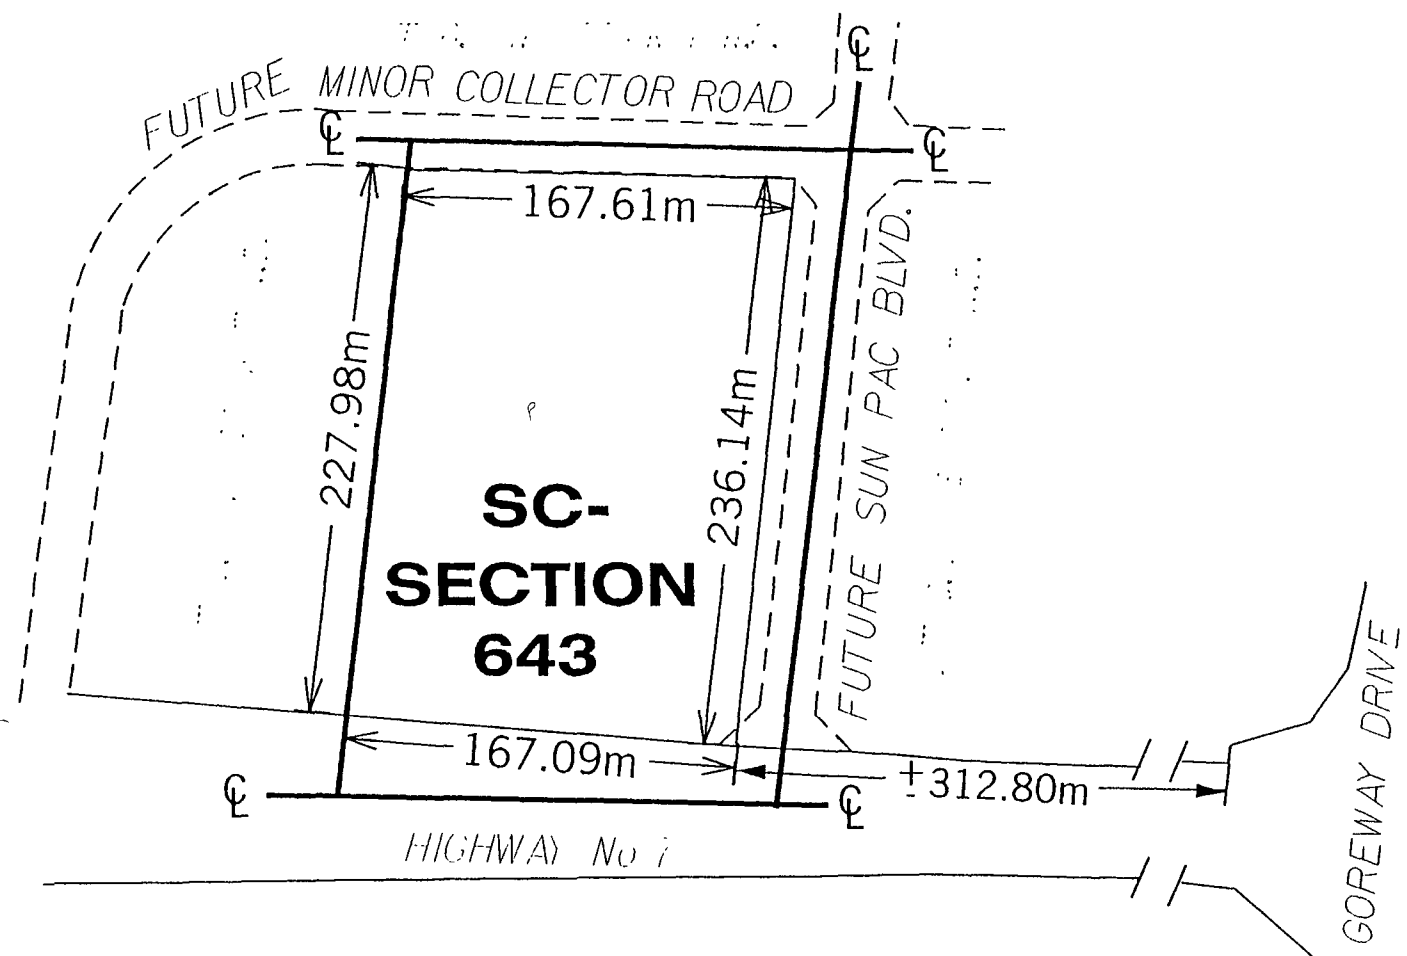 FUTURE MINOR COLLECTOR ROAD
℄
℄
℄
167.61m
227.98m
236.14m
FUTURE SUN PAC BLVD.
SC-
SECTION
643
167.09m
±312.80m
℄
℄
HIGHWAY No 7
GOREWAY DRIVE